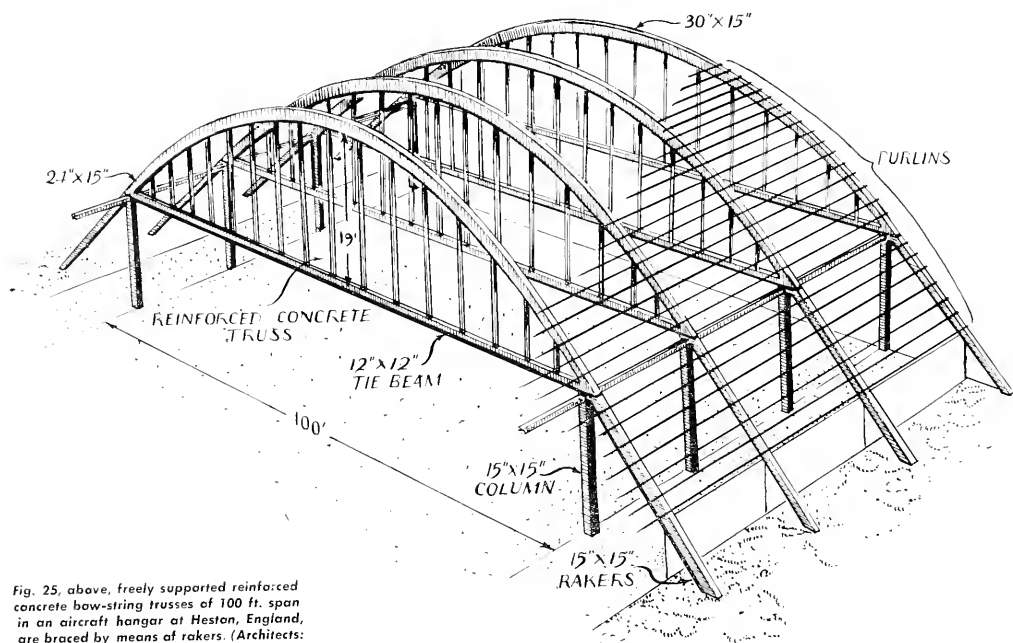 30"X15"
PURLINS
21"X15"
19'
REINFORCED CONCRETE
TRUSS
12"X12"
TIE BEAM
100'
15"X15"
COLUMN
15"X15"
RAKERS
Fig. 25, above, freely supported reinforced
concrete bow-string trusses of 100 ft. span
in an aircraft hangar at Heston, England,
are braced by means of rakers. (Architects: